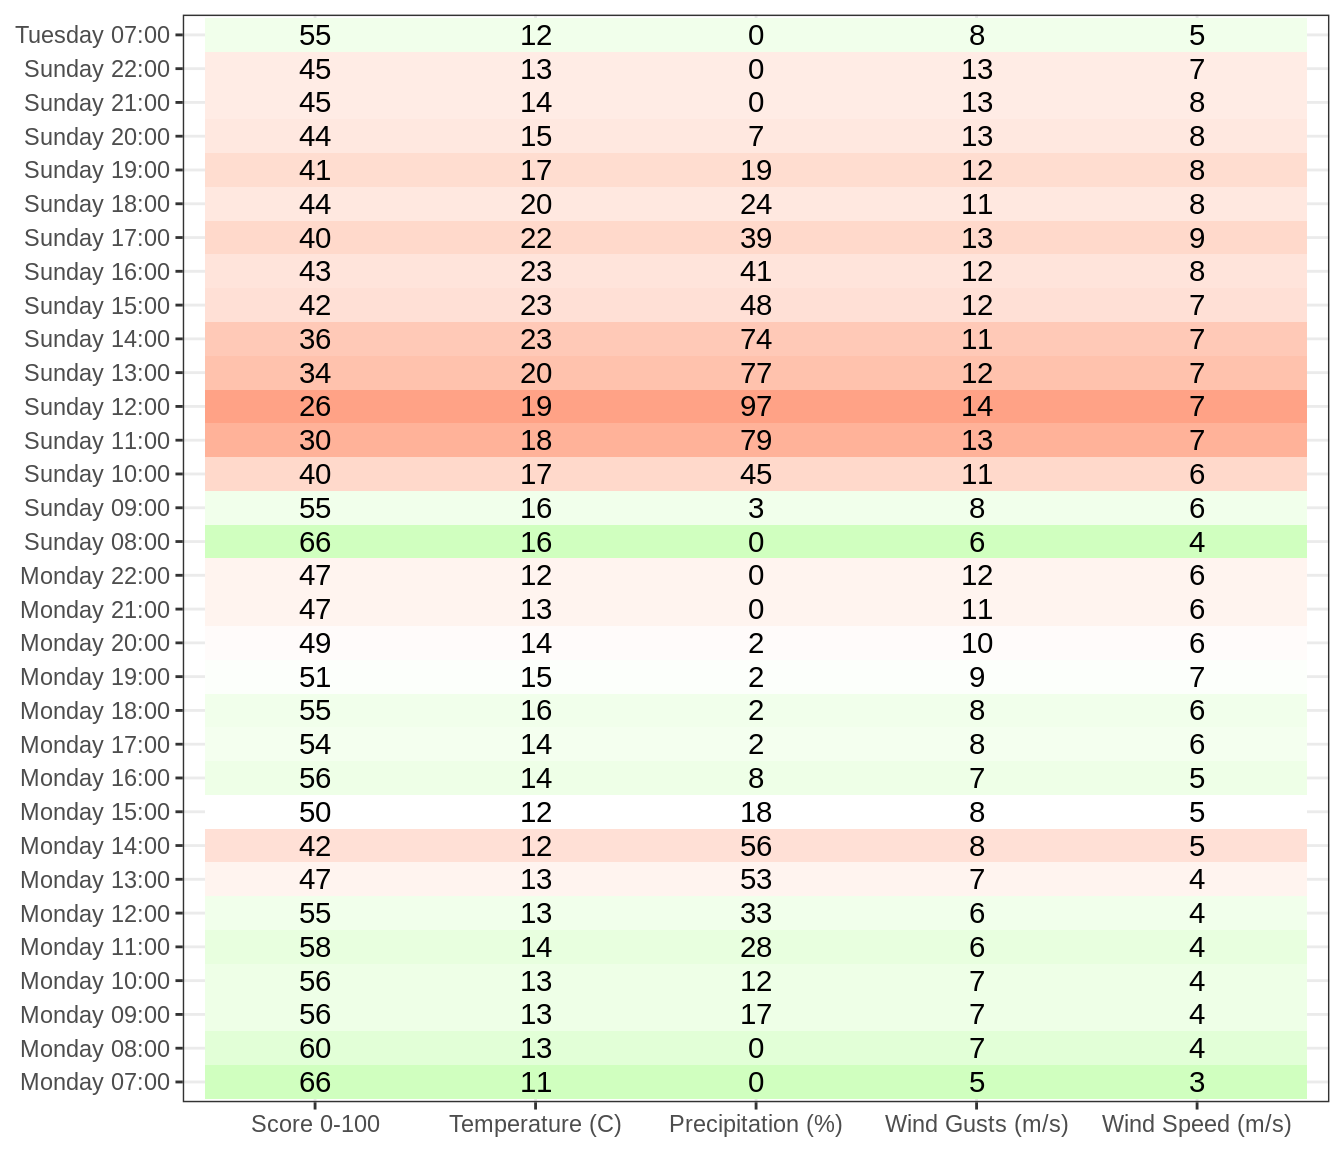 Tuesday 07:00 55 12 0 8 5
Sunday 22:00 45 13 0 13 7
Sunday 21:00 45 14 0 13 8
Sunday 20:00 44 15 7 13 8
Sunday 19:00 41 17 19 12 8
Sunday 18:00 44 20 24 11 8
Sunday 17:00 40 22 39 13 9
Sunday 16:00 43 23 41 12 8
Sunday 15:00 42 23 48 12 7
Sunday 14:00 36 23 74 11 7
Sunday 13:00 34 20 77 12 7
Sunday 12:00 26 19 97 14 7
Sunday 11:00 30 18 79 13 7
Sunday 10:00 40 17 45 11 6
Sunday 09:00 55 16 3 8 6
Sunday 08:00 66 16 0 6 4
Monday 22:00 47 12 0 12 6
Monday 21:00 47 13 0 11 6
Monday 20:00 49 14 2 10 6
Monday 19:00 51 15 2 9 7
Monday 18:00 55 16 2 8 6
Monday 17:00 54 14 2 8 6
Monday 16:00 56 14 8 7 5
Monday 15:00 50 12 18 8 5
Monday 14:00 42 12 56 8 5
Monday 13:00 47 13 53 7 4
Monday 12:00 55 13 33 6 4
Monday 11:00 58 14 28 6 4
Monday 10:00 56 13 12 7 4
Monday 09:00 56 13 17 7 4
Monday 08:00 60 13 0 7 4
Monday 07:00 66 11 0 5 3
Score 0-100 Temperature (C) Precipitation (%) Wind Gusts (m/s) Wind Speed (m/s)